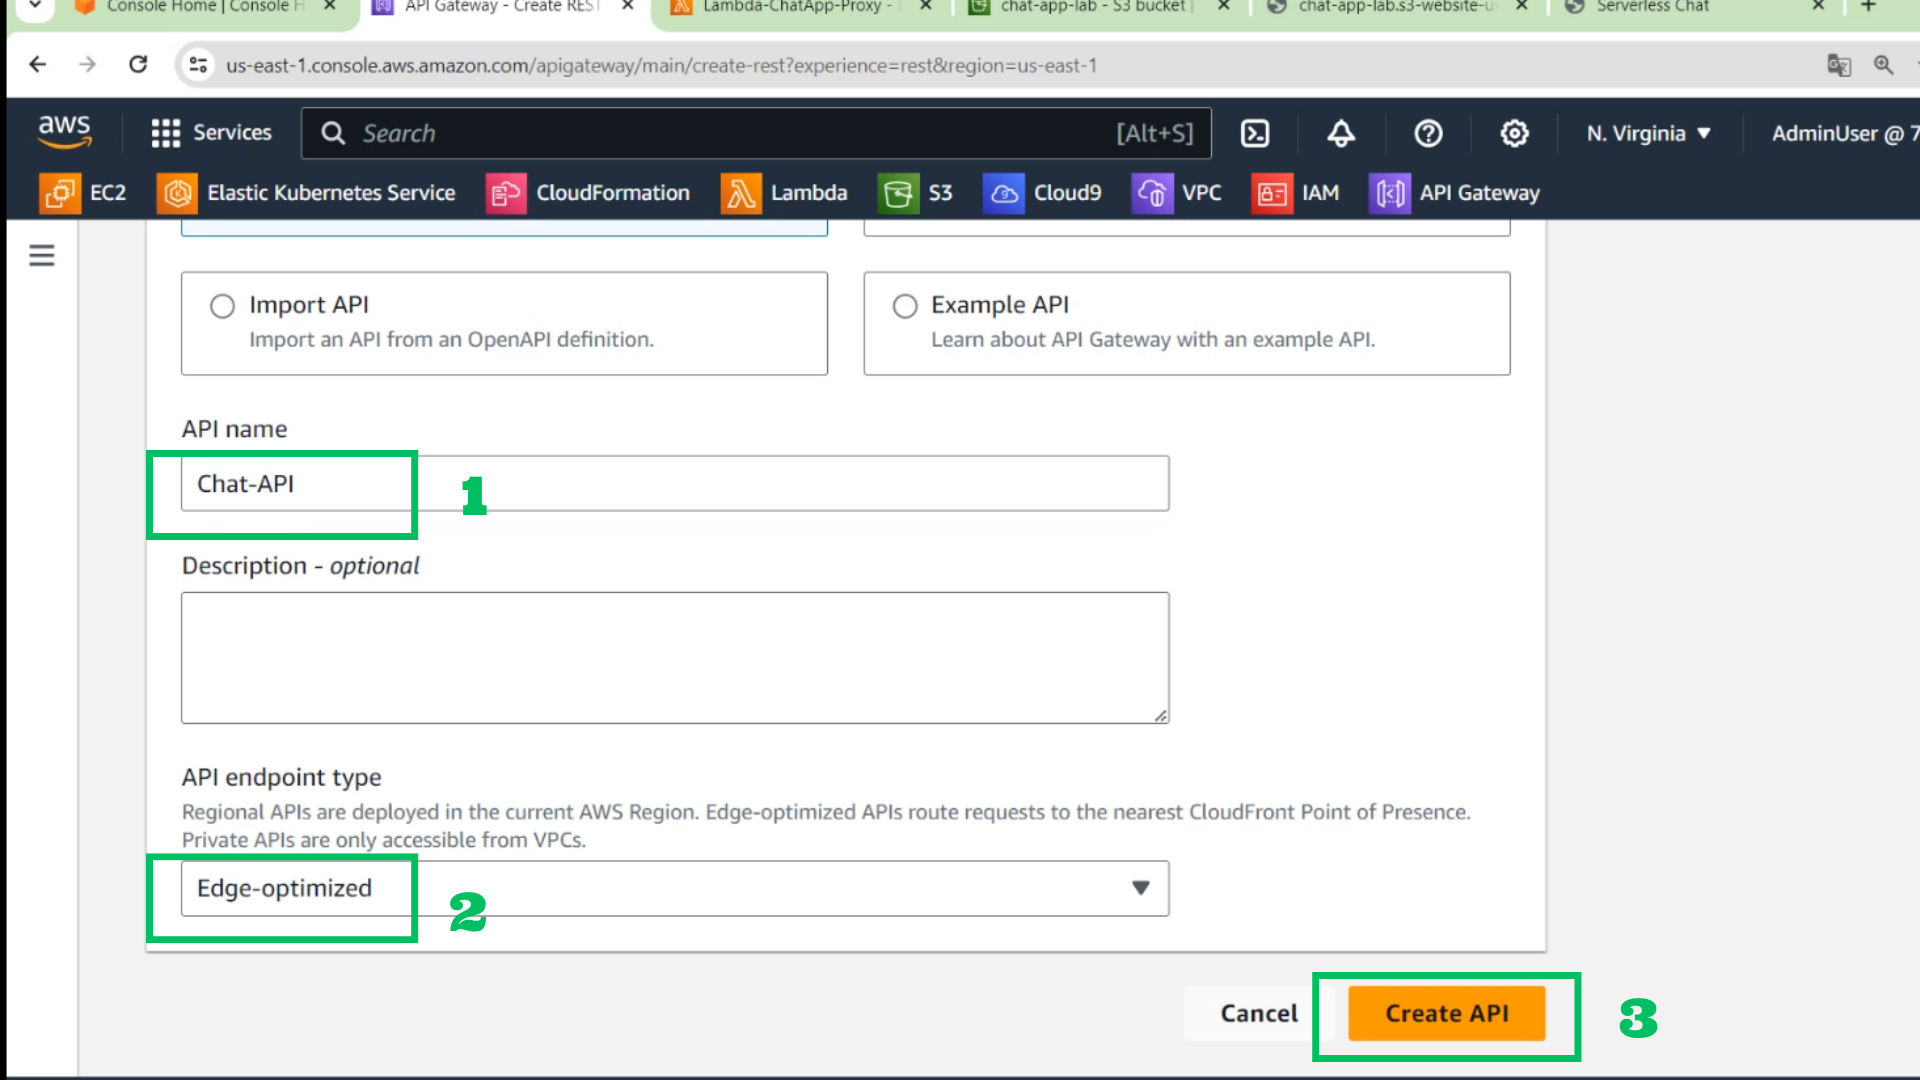 Console Home | Console H
API Gateway - Create REST
Lambda-ChatApp-Proxy -
chat-app-lab - S3 bucket |
chat-app-lab.s3-website-u
Serverless Chat
us-east-1.console.aws.amazon.com/apigateway/main/create-rest?experience=rest&region=us-east-1
aws
Services
Search
[Alt+S]
N. Virginia
AdminUser @ 7
EC2
Elastic Kubernetes Service
CloudFormation
Lambda
S3
Cloud9
VPC
IAM
API Gateway
Import API
Import an API from an OpenAPI definition.
Example API
Learn about API Gateway with an example API.
API name
Chat-API
1
Description - optional
API endpoint type
Regional APIs are deployed in the current AWS Region. Edge-optimized APIs route requests to the nearest CloudFront Point of Presence.
Private APIs are only accessible from VPCs.
Edge-optimized
2
Cancel
Create API
3